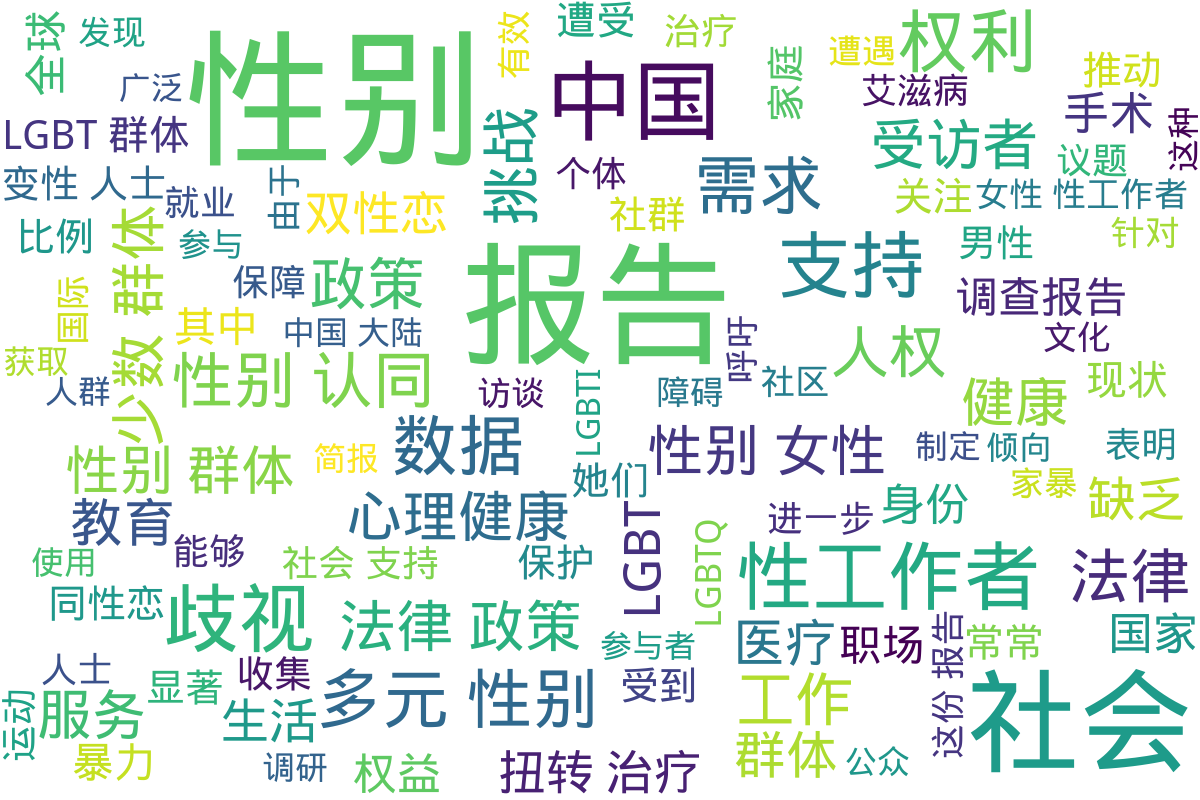 全球
发现
广泛
LGBT 群体
变性 人士
就业
比例
参与
由于
性别
双性恋
有效
挑战
遭受
中国
个体
社群
治疗
需求
家庭
遭遇
权利
艾滋病
受访者
推动
手术
这种
议题
关注
女性 性工作者
针对
男性
少数 群体
国际
保障
政策
其中
中国 大陆
获取
人群
性别 认同
报告
支持
调查报告
文化
呼吁
人权
访谈
LGBTI
障碍
社区
健康
现状
性别 群体
简报
数据
性别 女性
制定
倾向
表明
她们
家暴
缺乏
教育
心理健康
LGBT
LGBTQ
进一步
身份
能够
使用
社会 支持
保护
性工作者
法律
同性恋
歧视
法律 政策
参与者
医疗
职场
这份 报告
常常
国家
人士
显著
收集
多元 性别
受到
工作
社会
运动
服务
生活
暴力
调研
权益
扭转 治疗
群体
公众